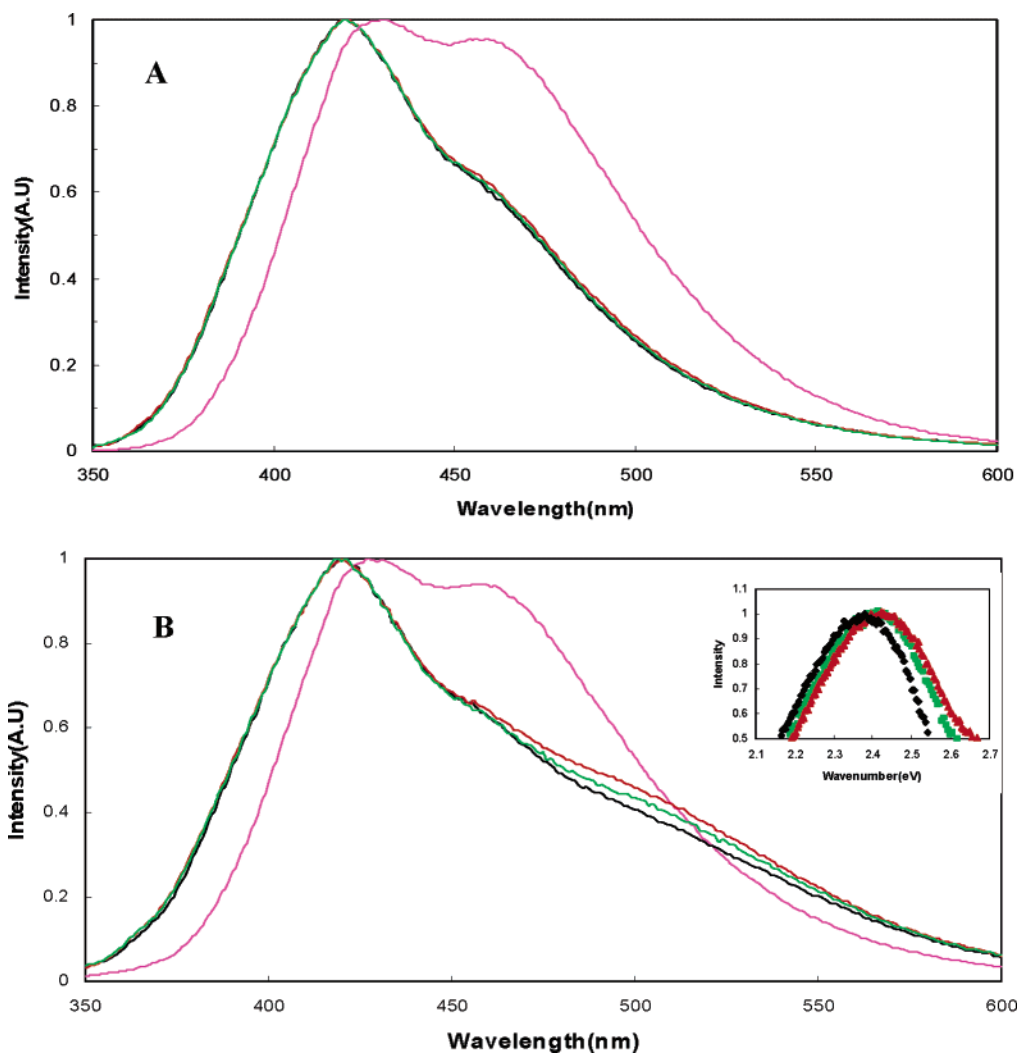 A
1
0.8
0.6
0.4
0.2
0
Intensity(A.U)
350 400 450 500 550 600
Wavelength(nm)
B
1
0.8
0.6
0.4
0.2
0
Intensity(A.U)
350 400 450 500 550 600
Wavelength(nm)
1.1
1
0.9
0.8
0.7
0.6
0.5
Intensity
2.1 2.2 2.3 2.4 2.5 2.6 2.7
Wavenumber(eV)